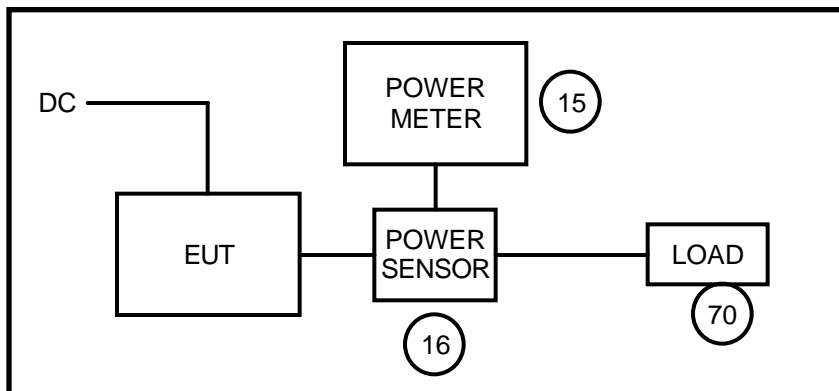 DC
POWER
METER
15
EUT
POWER
SENSOR
LOAD
16
70